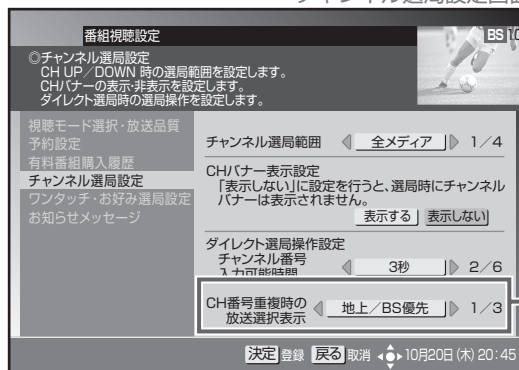 番組視聴設定
BS 10
◎チャンネル選局設定
CH UP／DOWN 時の選局範囲を設定します。
CHバナーの表示・非表示を設定します。
ダイレクト選局時の選局操作を設定します。
視聴モード選択・放送品質
予約設定
有料番組購入履歴
チャンネル選局設定
ワンタッチ・お好み選局設定
お知らせメッセージ
チャンネル選局範囲 全メディア 1／4
CHバナー表示設定
「表示しない」に設定を行うと、選局時にチャンネル
バナーは表示されません。
表示する 表示しない
ダイレクト選局操作設定
チャンネル番号
入力可能時間 3秒 2／6
CH番号重複時の
放送選択表示 地上／BS優先 1／3
決定 登録 戻る 取消 10月20日(木) 20:45